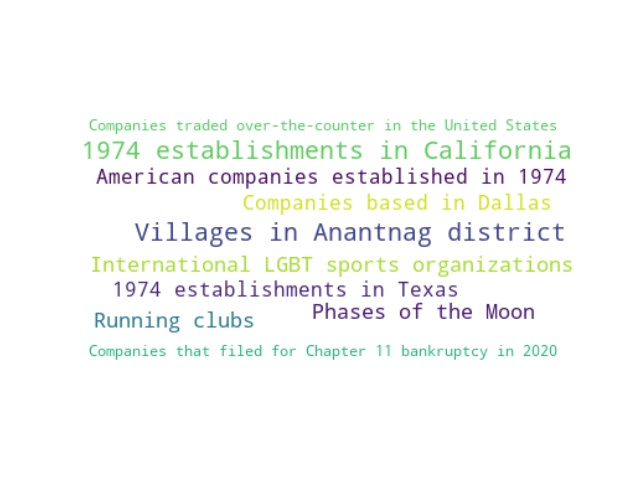 Companies traded over-the-counter in the United States
1974 establishments in California
American companies established in 1974
Companies based in Dallas
Villages in Anantnag district
International LGBT sports organizations
1974 establishments in Texas
Phases of the Moon
Running clubs
Companies that filed for Chapter 11 bankruptcy in 2020